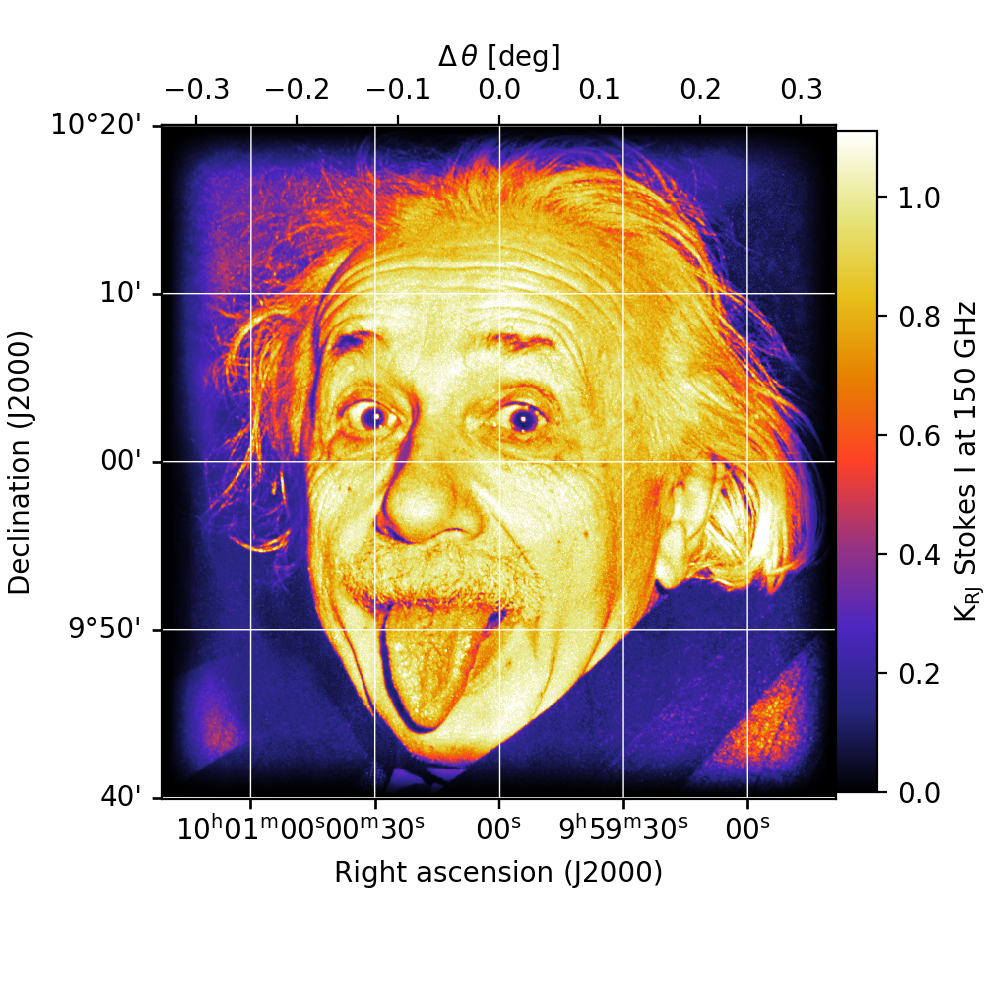 Δ θ [deg]
−0.3 −0.2 −0.1 0.0 0.1 0.2 0.3
10°20'
10'
00'
9°50'
40'
Declination (J2000)
10ʰ01ᵐ00ˢ 00ᵐ30ˢ 00ˢ 9ʰ59ᵐ30ˢ 00ˢ
Right ascension (J2000)
1.0
0.8
0.6
0.4
0.2
0.0
K_RJ Stokes I at 150 GHz